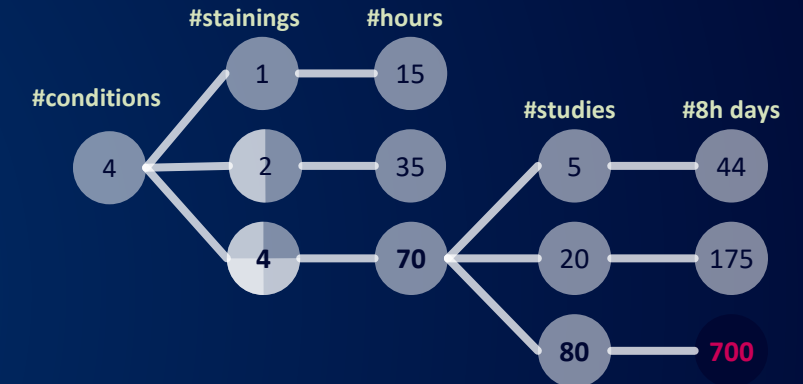 #stainings #hours
1 15
#conditions
#studies #8h days
4 2 35 5 44
4 70 20 175
80 700